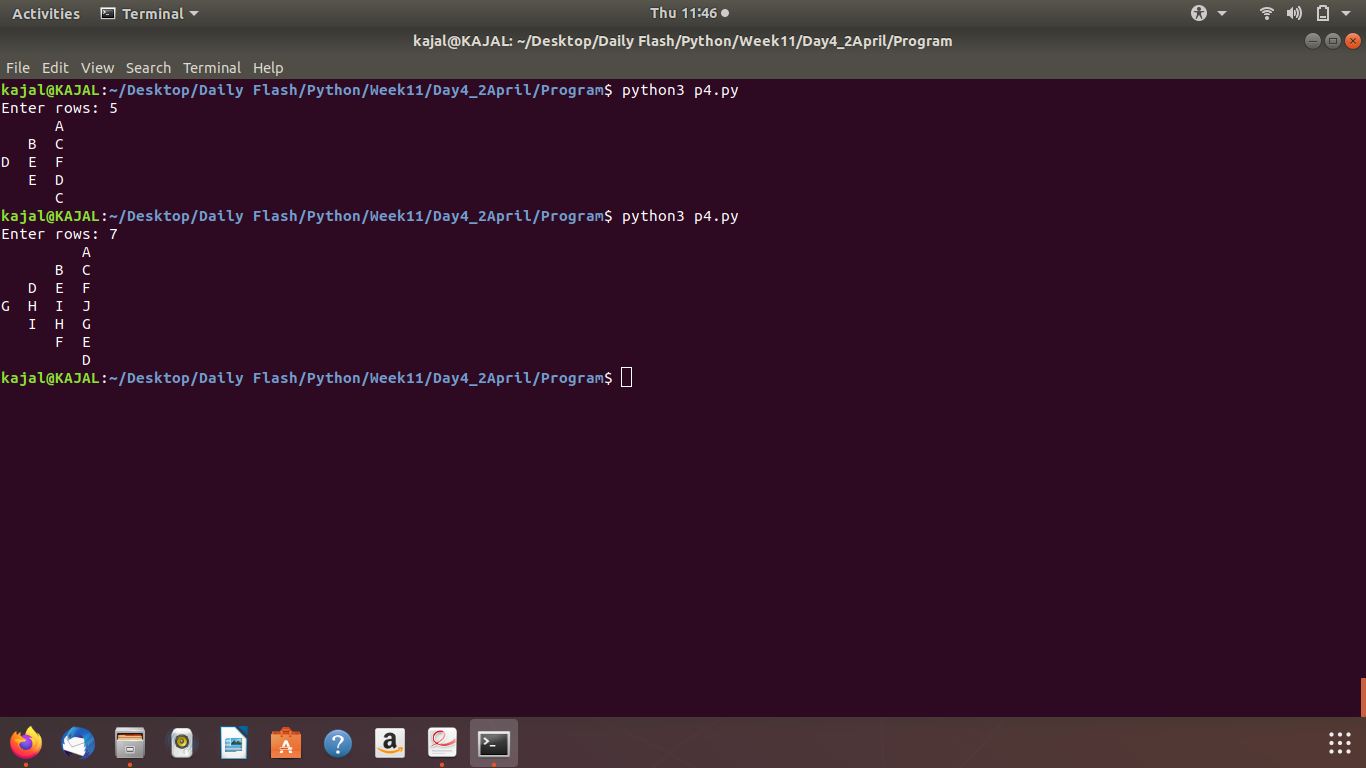 Activities Terminal Thu 11:46
kajal@KAJAL: ~/Desktop/Daily Flash/Python/Week11/Day4_2April/Program
File Edit View Search Terminal Help
kajal@KAJAL:~/Desktop/Daily Flash/Python/Week11/Day4_2April/Program$ python3 p4.py
Enter rows: 5
      A
   B  C
D  E  F
   E  D
      C
kajal@KAJAL:~/Desktop/Daily Flash/Python/Week11/Day4_2April/Program$ python3 p4.py
Enter rows: 7
         A
      B  C
   D  E  F
G  H  I  J
   I  H  G
      F  E
         D
kajal@KAJAL:~/Desktop/Daily Flash/Python/Week11/Day4_2April/Program$